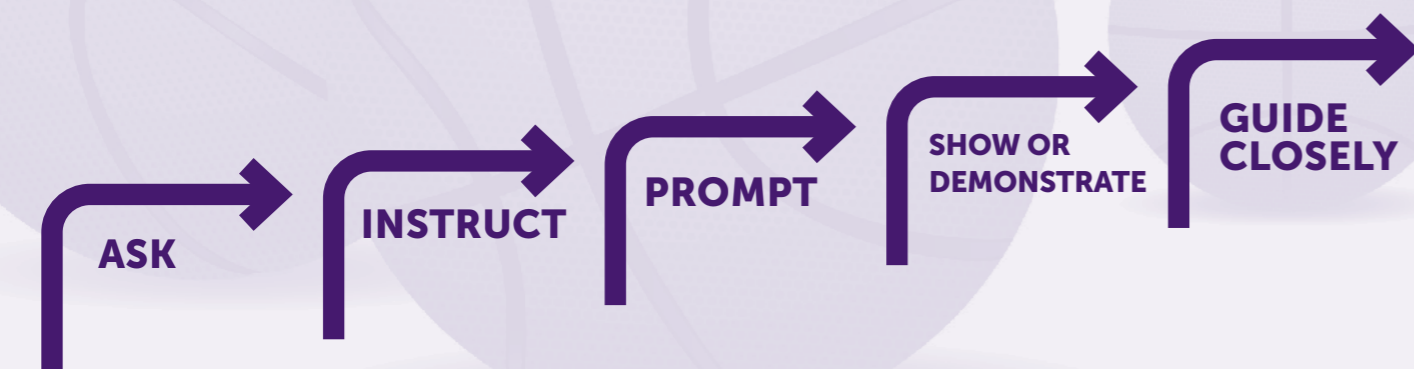 ASK
INSTRUCT
PROMPT
SHOW OR
DEMONSTRATE
GUIDE
CLOSELY